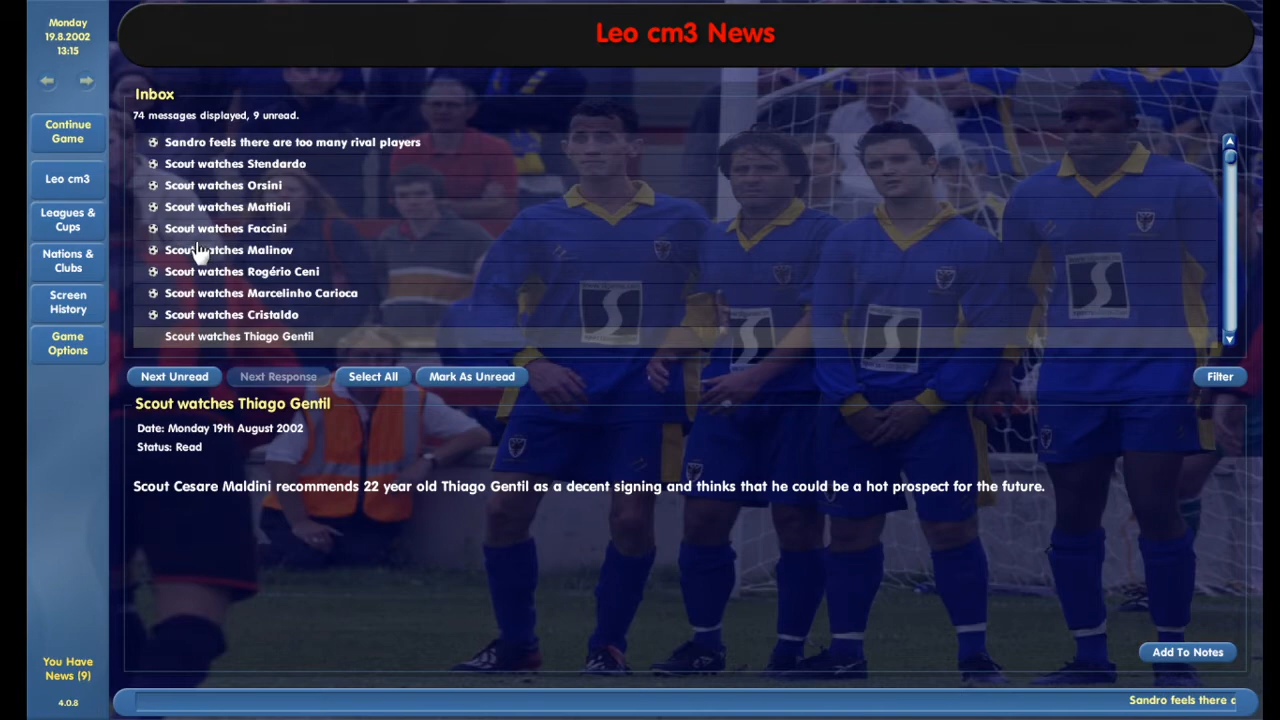 Monday
19.8.2002
13:15
Leo cm3 News
Continue
Game
Leo cm3
Leagues &
Cups
Nations &
Clubs
Screen
History
Game
Options
You Have
News (9)
4.0.8
Inbox
74 messages displayed, 9 unread.
Sandro feels there are too many rival players
Scout watches Stendardo
Scout watches Orsini
Scout watches Mattioli
Scout watches Faccini
Scout watches Malinov
Scout watches Rogério Ceni
Scout watches Marcelinho Carioca
Scout watches Cristaldo
Scout watches Thiago Gentil
Next Unread Next Response Select All Mark As Unread Filter
Scout watches Thiago Gentil
Date: Monday 19th August 2002
Status: Read
Scout Cesare Maldini recommends 22 year old Thiago Gentil as a decent signing and thinks that he could be a hot prospect for the future.
Add To Notes
Sandro feels there